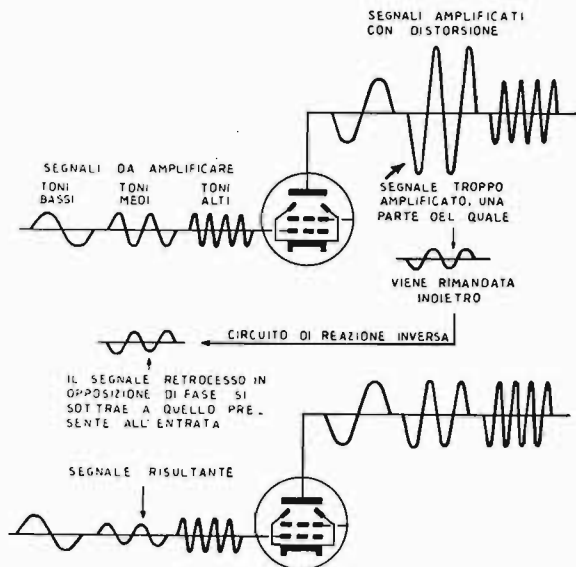 SEGNALI AMPLIFICATI
CON DISTORSIONE
SEGNALI DA AMPLIFICARE
TONI BASSI
TONI MEDI
TONI ALTI
SEGNALE TROPPO
AMPLIFICATO, UNA
PARTE DEL QUALE
VIENE RIMANDATA
INDIETRO
CIRCUITO DI REAZIONE INVERSA
IL SEGNALE RETROCESSO IN
OPPOSIZIONE DI FASE SI
SOTTRAE A QUELLO PRE-
SENTE ALL'ENTRATA
SEGNALE RISULTANTE